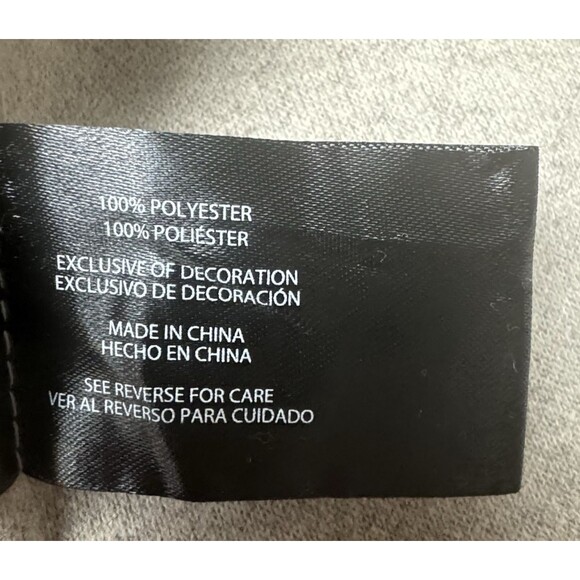 100% POLYESTER
100% POLIÉSTER
EXCLUSIVE OF DECORATION
EXCLUSIVO DE DECORACIÓN
MADE IN CHINA
HECHO EN CHINA
SEE REVERSE FOR CARE
VER AL REVERSO PARA CUIDADO